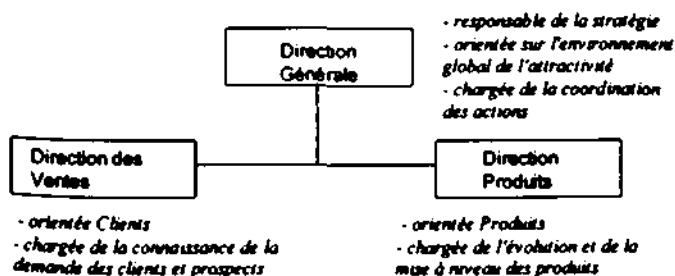 Direction
Générale
- responsable de la stratégie
- orientée sur l'environnement
global de l'attractivité
- chargée de la coordination
des actions
Direction des
Ventes
Direction
Produits
- orientée Clients
- chargée de la connaissance de la
demande des clients et prospects
- orientée Produits
- chargée de l'évolution et de la
mise à niveau des produits